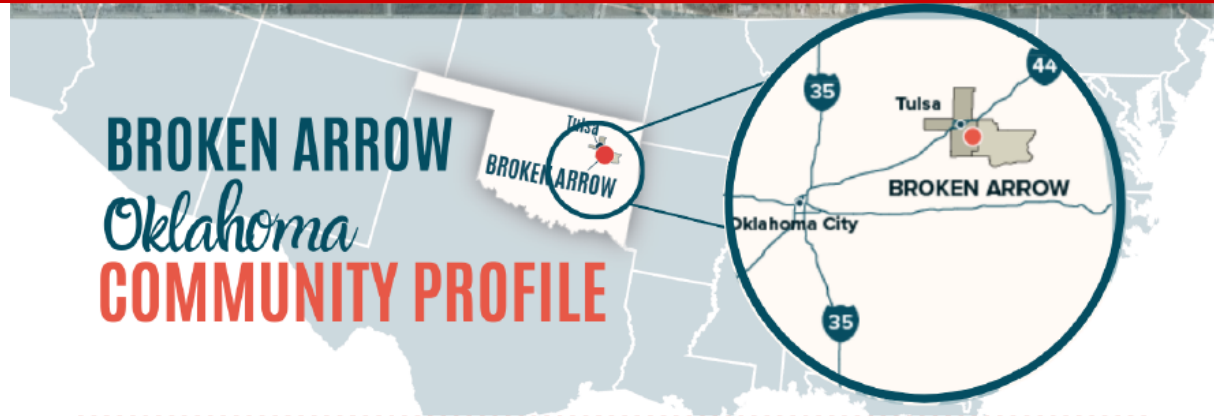 BROKEN ARROW
Oklahoma
COMMUNITY PROFILE
Tulsa
BROKEN ARROW
35
44
Tulsa
BROKEN ARROW
Oklahoma City
35